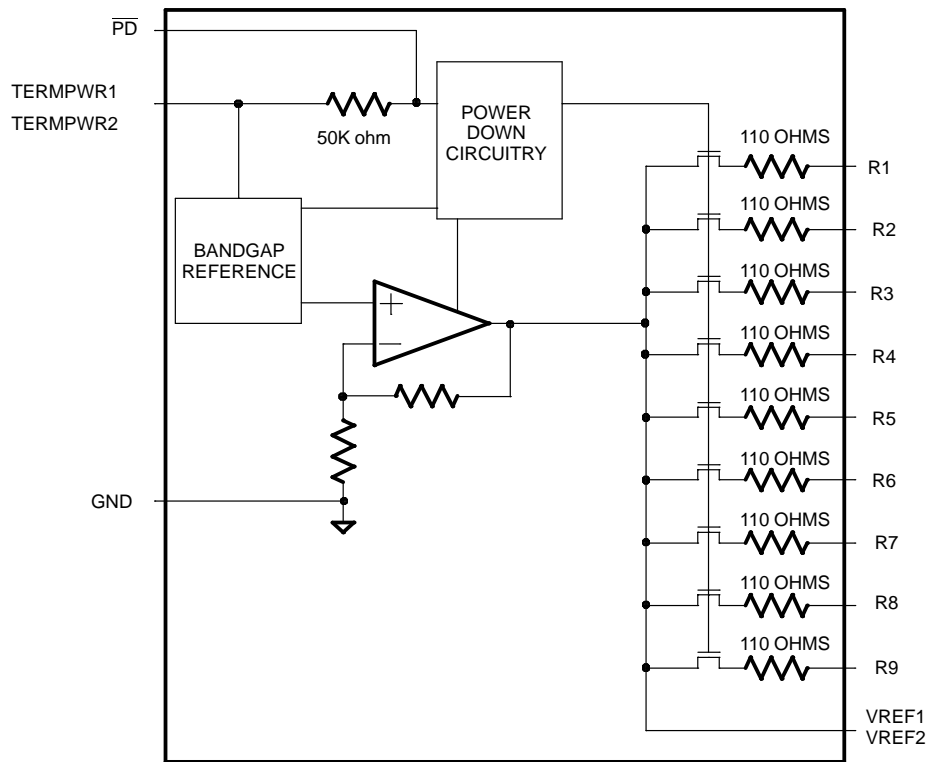 PD
TERMPWR1
TERMPWR2
50K ohm
POWER
DOWN
CIRCUITRY
BANDGAP
REFERENCE
+
−
GND
110 OHMS
R1
110 OHMS
R2
110 OHMS
R3
110 OHMS
R4
110 OHMS
R5
110 OHMS
R6
110 OHMS
R7
110 OHMS
R8
110 OHMS
R9
VREF1
VREF2